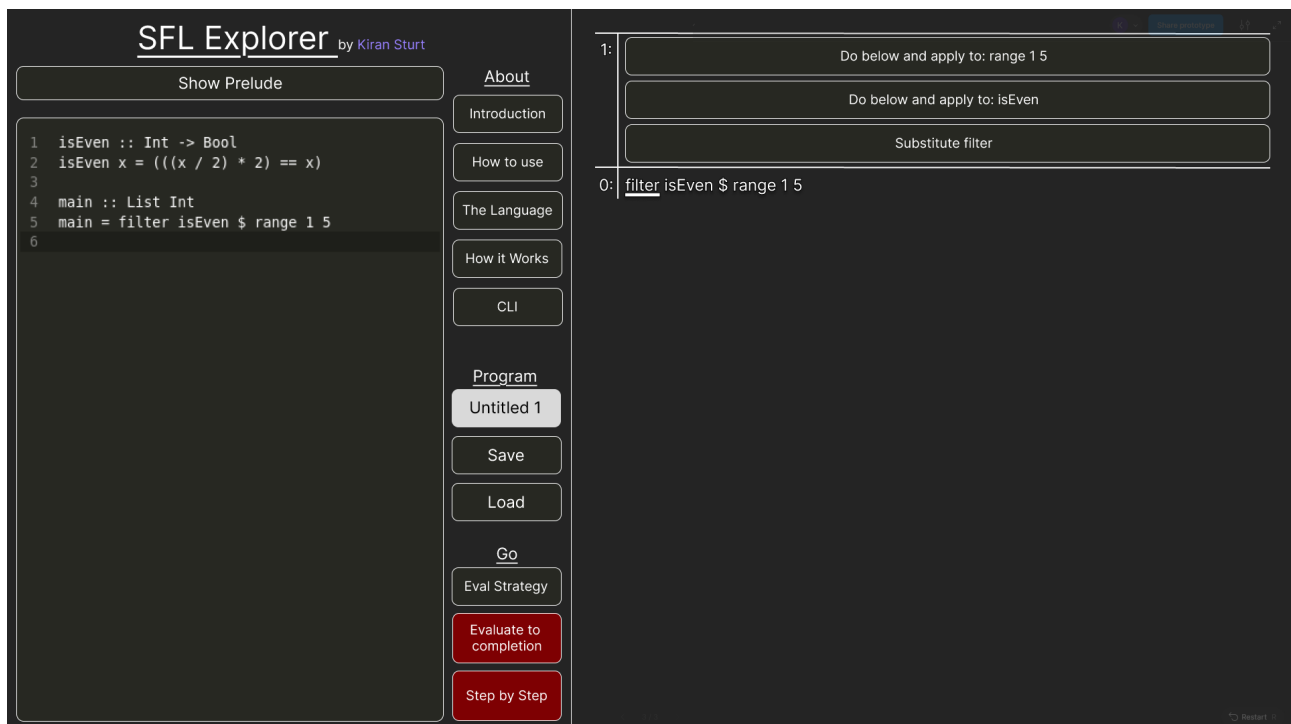 SFL Explorer by Kiran Sturt
Show Prelude
1 isEven :: Int -> Bool
2 isEven x = (((x / 2) * 2) == x)
3
4 main :: List Int
5 main = filter isEven $ range 1 5
6
About
Introduction
How to use
The Language
How it Works
CLI
Program
Untitled 1
Save
Load
Go
Eval Strategy
Evaluate to
completion
Step by Step
1:
Do below and apply to: range 1 5
Do below and apply to: isEven
Substitute filter
0: filter isEven $ range 1 5
Restart